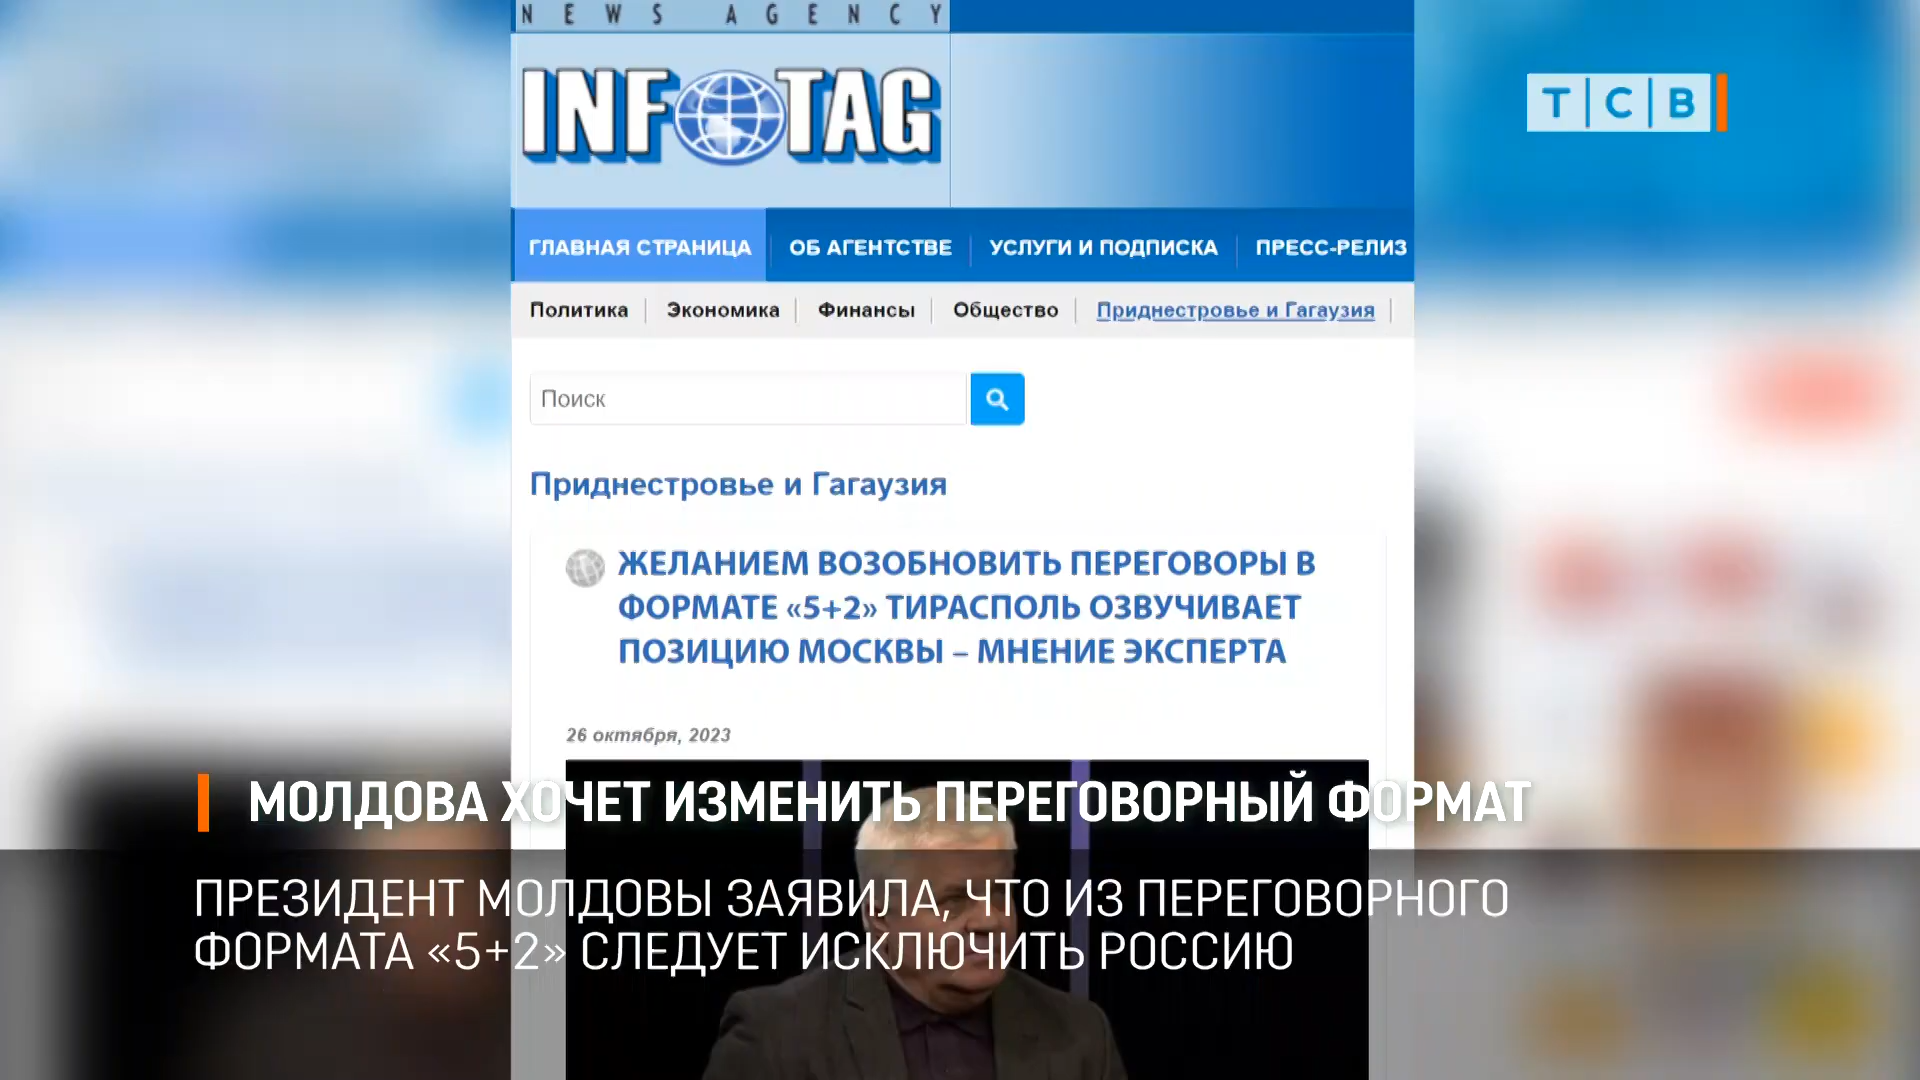 NEWS AGENCY
INFOTAG
ТСВ
ГЛАВНАЯ СТРАНИЦА
ОБ АГЕНТСТВЕ
УСЛУГИ И ПОДПИСКА
ПРЕСС-РЕЛИЗ
Политика
Экономика
Финансы
Общество
Приднестровье и Гагаузия
Поиск
Приднестровье и Гагаузия
ЖЕЛАНИЕМ ВОЗОБНОВИТЬ ПЕРЕГОВОРЫ В
ФОРМАТЕ «5+2» ТИРАСПОЛЬ ОЗВУЧИВАЕТ
ПОЗИЦИЮ МОСКВЫ – МНЕНИЕ ЭКСПЕРТА
26 октября, 2023
МОЛДОВА ХОЧЕТ ИЗМЕНИТЬ ПЕРЕГОВОРНЫЙ ФОРМАТ
ПРЕЗИДЕНТ МОЛДОВЫ ЗАЯВИЛА, ЧТО ИЗ ПЕРЕГОВОРНОГО
ФОРМАТА «5+2» СЛЕДУЕТ ИСКЛЮЧИТЬ РОССИЮ